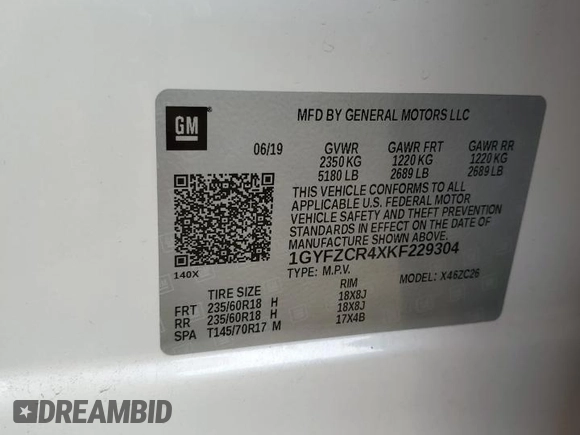 GM
MFD BY GENERAL MOTORS LLC
06/19 GVWR GAWR FRT GAWR RR
2350 KG 1220 KG 1220 KG
5180 LB 2689 LB 2689 LB
THIS VEHICLE CONFORMS TO ALL
APPLICABLE U.S. FEDERAL MOTOR
VEHICLE SAFETY AND THEFT PREVENTION
STANDARDS IN EFFECT ON THE DATE OF
MANUFACTURE SHOWN ABOVE.
1GYFZCR4XKF229304
140X TYPE: M.P.V. MODEL: X46ZC26
TIRE SIZE RIM
FRT 235/60R18 H 18X8J
RR 235/60R18 H 18X8J
SPA T145/70R17 M 17X4B
DREAMBID